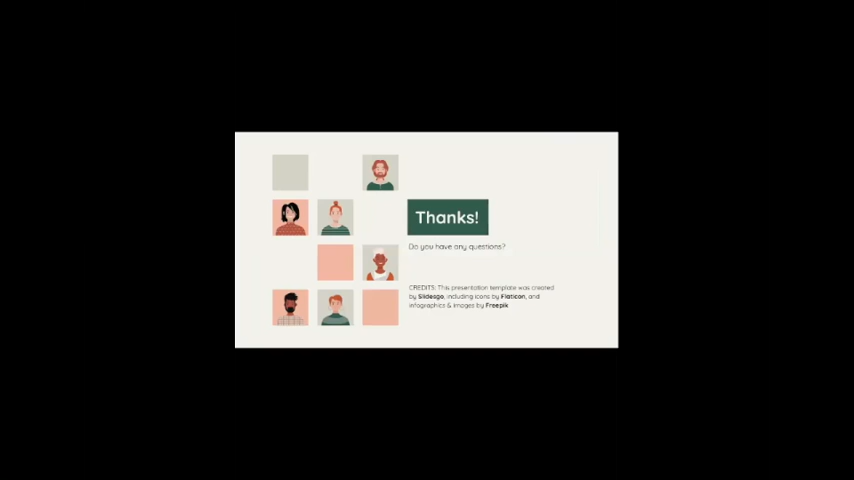 Thanks!
Do you have any questions?
CREDITS: This presentation template was created
by Slidesgo, including icons by Flaticon, and
infographics & images by Freepik